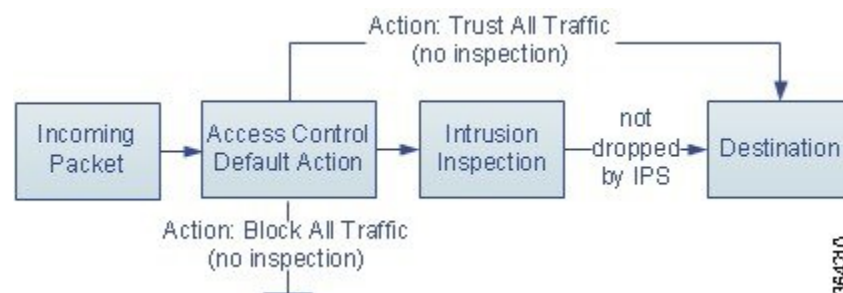 Action: Trust All Traffic
(no inspection)
Incoming
Packet
Access Control
Default Action
Intrusion
Inspection
not
dropped
by IPS
Destination
Action: Block All Traffic
(no inspection)